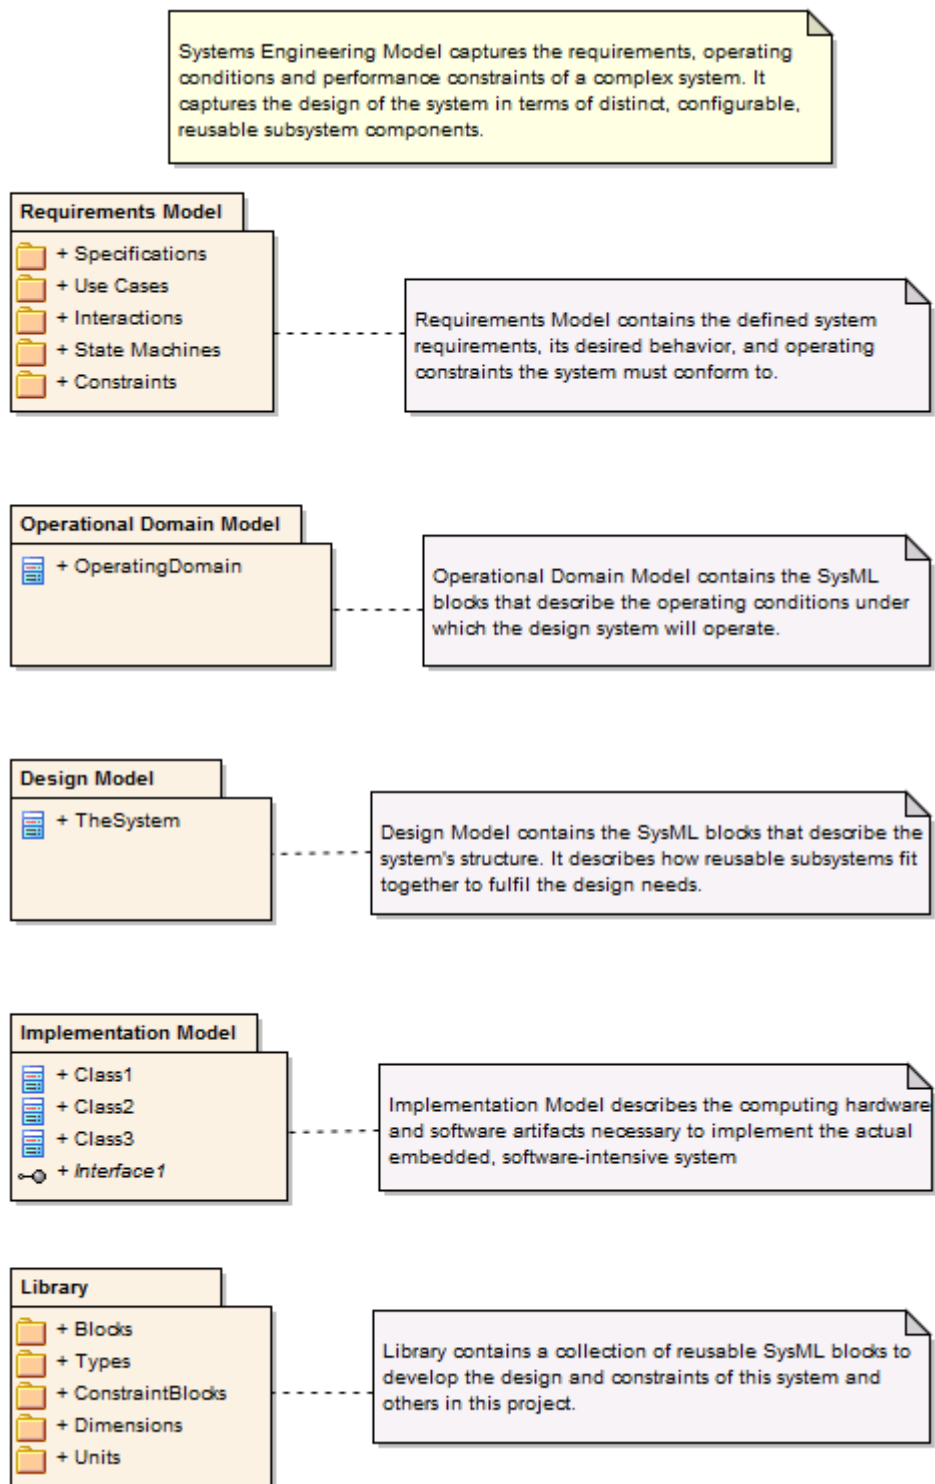 Systems Engineering Model captures the requirements, operating
conditions and performance constraints of a complex system. It
captures the design of the system in terms of distinct, configurable,
reusable subsystem components.
Requirements Model
+ Specifications
+ Use Cases
+ Interactions
+ State Machines
+ Constraints
Requirements Model contains the defined system
requirements, its desired behavior, and operating
constraints the system must conform to.
Operational Domain Model
+ OperatingDomain
Operational Domain Model contains the SysML
blocks that describe the operating conditions under
which the design system will operate.
Design Model
+ TheSystem
Design Model contains the SysML blocks that describe the
system's structure. It describes how reusable subsystems fit
together to fulfil the design needs.
Implementation Model
+ Class1
+ Class2
+ Class3
+ Interface1
Implementation Model describes the computing hardware
and software artifacts necessary to implement the actual
embedded, software-intensive system
Library
+ Blocks
+ Types
+ ConstraintBlocks
+ Dimensions
+ Units
Library contains a collection of reusable SysML blocks to
develop the design and constraints of this system and
others in this project.